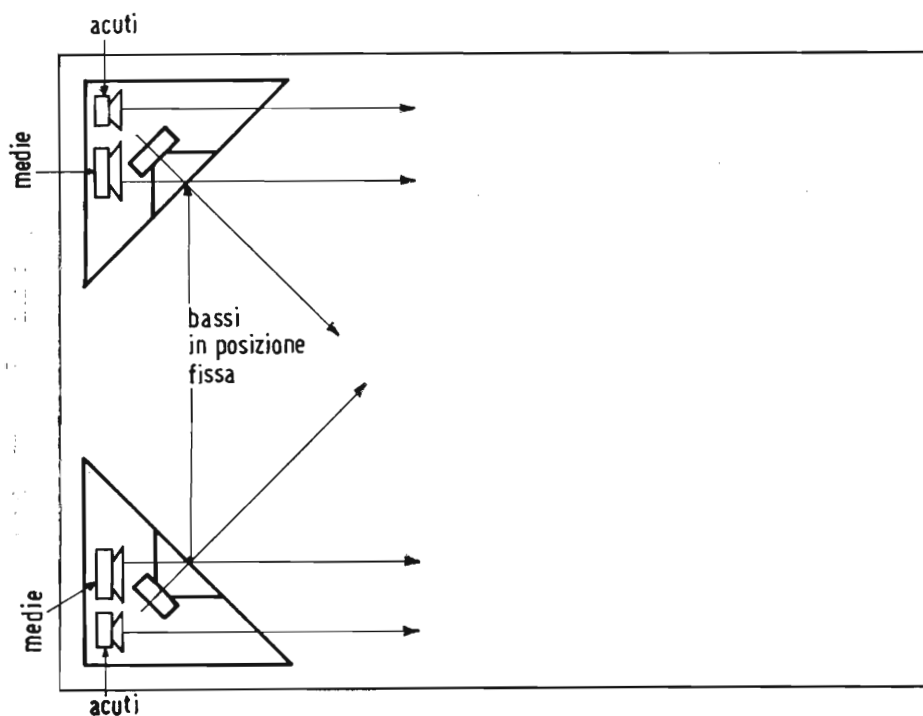 acuti
medie
bassi
in posizione
fissa
medie
acuti